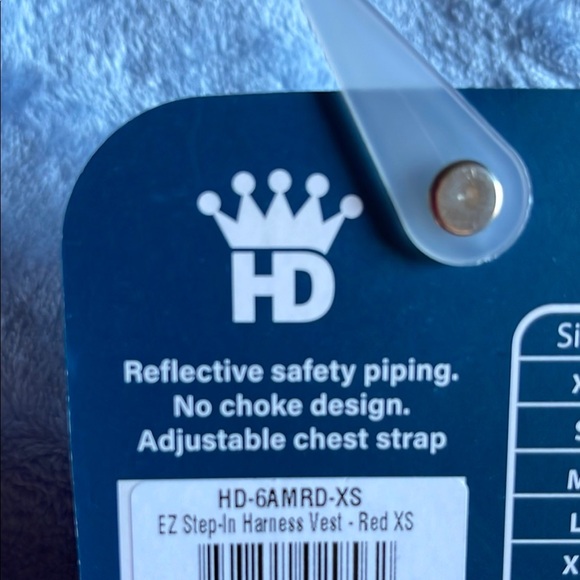 HD
Reflective safety piping.
No choke design.
Adjustable chest strap
HD-6AMRD-XS
EZ Step-In Harness Vest - Red XS